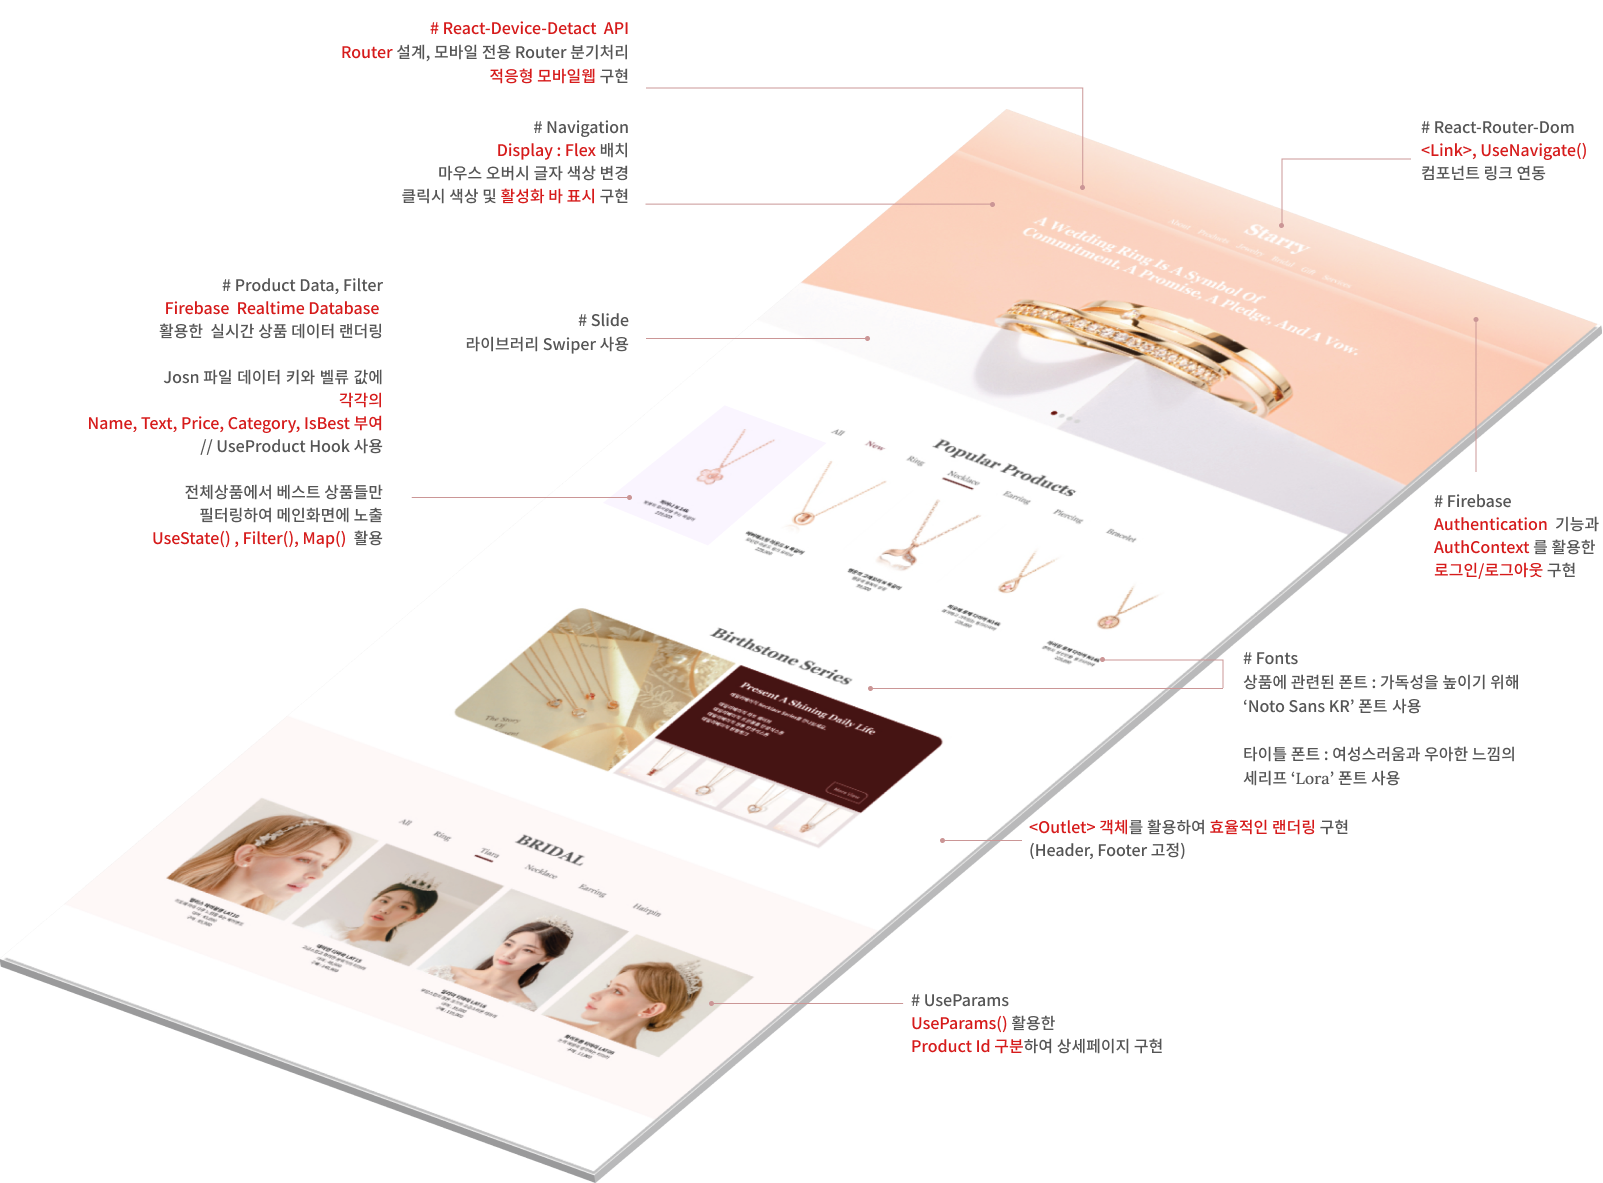 # React-Device-Detact API
Router 설계, 모바일 전용 Router 분기처리
적응형 모바일웹 구현
# Navigation
Display : Flex 배치
마우스 오버시 글자 색상 변경
클릭시 색상 및 활성화 바 표시 구현
# React-Router-Dom
<Link>, UseNavigate()
컴포넌트 링크 연동
# Product Data, Filter
Firebase Realtime Database
활용한 실시간 상품 데이터 랜더링
Josn 파일 데이터 키와 벨류 값에
각각의
Name, Text, Price, Category, IsBest 부여
// UseProduct Hook 사용
전체상품에서 베스트 상품들만
필터링하여 메인화면에 노출
UseState() , Filter(), Map() 활용
# Slide
라이브러리 Swiper 사용
Starry
A Wedding Ring Is A Symbol Of
Commitment, A Promise, A Pledge, And A Vow.
Popular Products
All New Ring Necklace Earring Piercing Bracelet
# Firebase
Authentication 기능과
AuthContext 를 활용한
로그인/로그아웃 구현
Birthstone Series
Present A Shining Daily Life
The Story
Of
# Fonts
상품에 관련된 폰트 : 가독성을 높이기 위해
‘Noto Sans KR’ 폰트 사용
타이틀 폰트 : 여성스러움과 우아한 느낌의
세리프 ‘Lora’ 폰트 사용
<Outlet> 객체를 활용하여 효율적인 랜더링 구현
(Header, Footer 고정)
BRIDAL
All Ring Tiara Necklace Earring Hairpin
# UseParams
UseParams() 활용한
Product Id 구분하여 상세페이지 구현